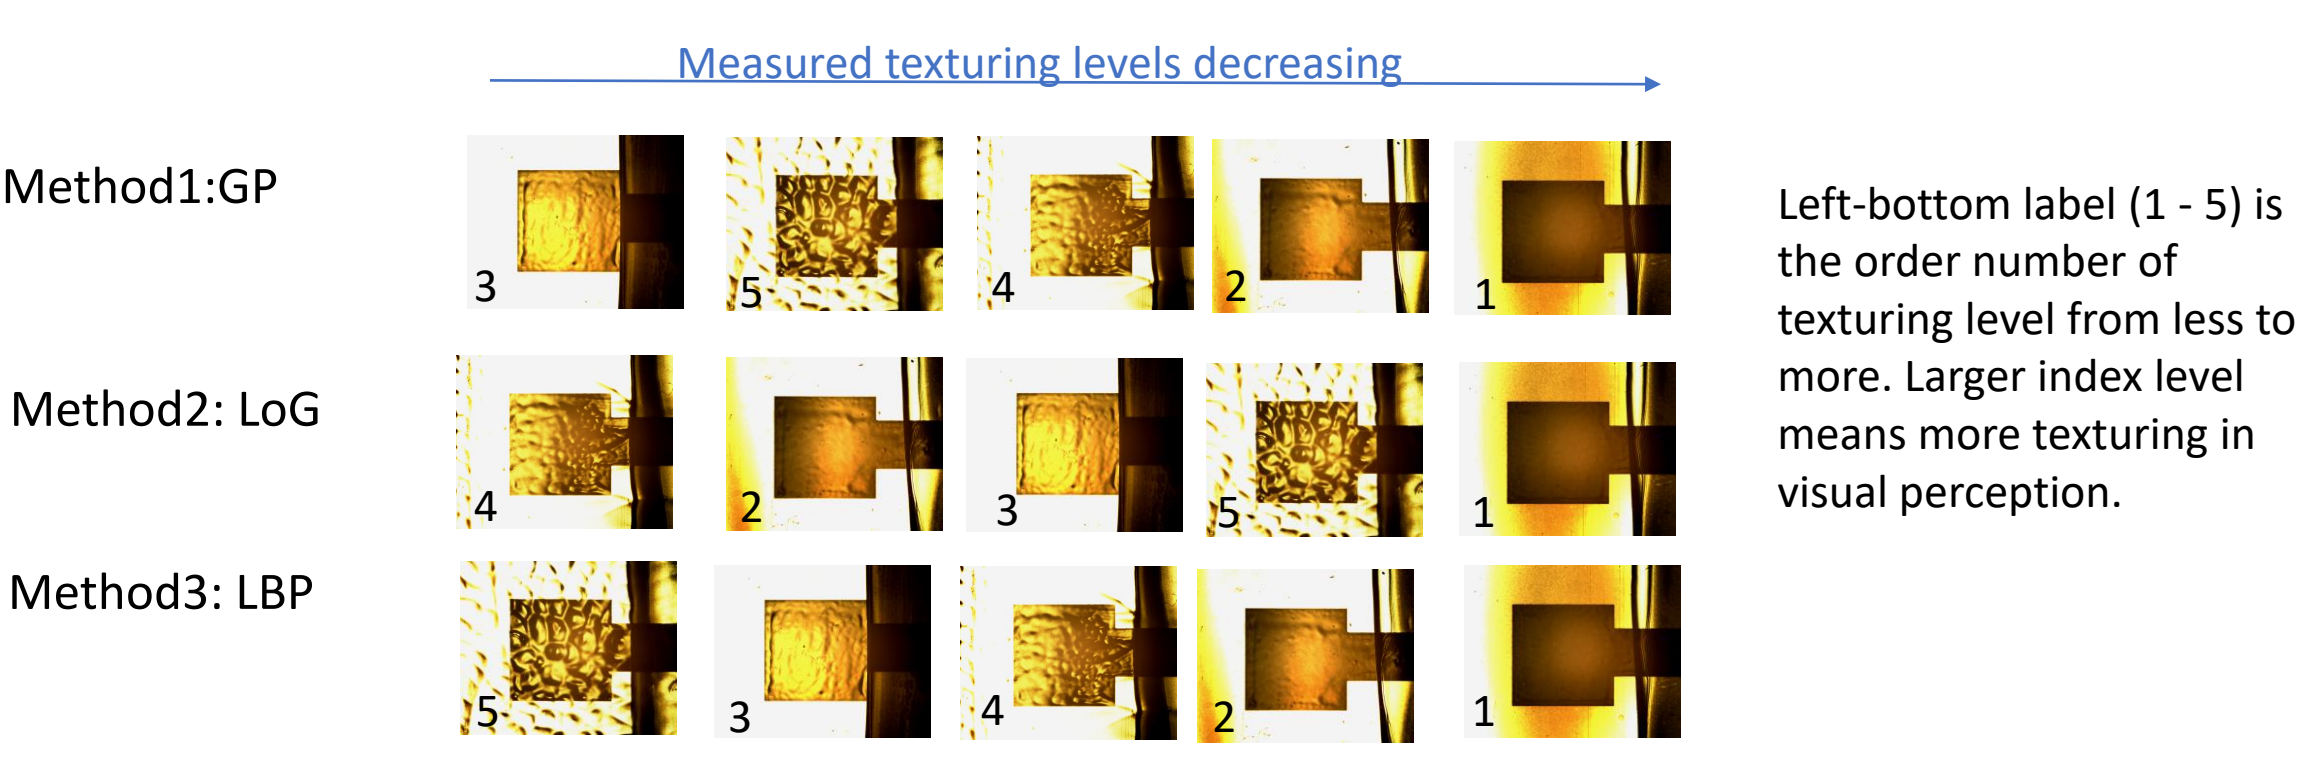 Measured texturing levels decreasing
Method1:GP
3
5
4
2
1
Left-bottom label (1 - 5) is
the order number of
texturing level from less to
more. Larger index level
means more texturing in
visual perception.
Method2: LoG
4
2
3
5
1
Method3: LBP
5
3
4
2
1